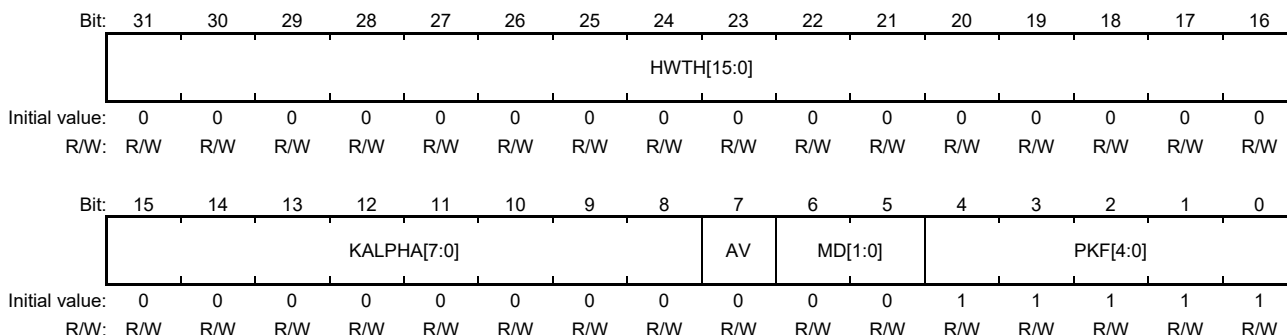 Bit: 31 30 29 28 27 26 25 24 23 22 21 20 19 18 17 16
HWTH[15:0]
Initial value: 0 0 0 0 0 0 0 0 0 0 0 0 0 0 0 0
R/W: R/W R/W R/W R/W R/W R/W R/W R/W R/W R/W R/W R/W R/W R/W R/W R/W
Bit: 15 14 13 12 11 10 9 8 7 6 5 4 3 2 1 0
KALPHA[7:0] AV MD[1:0] PKF[4:0]
Initial value: 0 0 0 0 0 0 0 0 0 0 0 1 1 1 1 1
R/W: R/W R/W R/W R/W R/W R/W R/W R/W R/W R/W R/W R/W R/W R/W R/W R/W